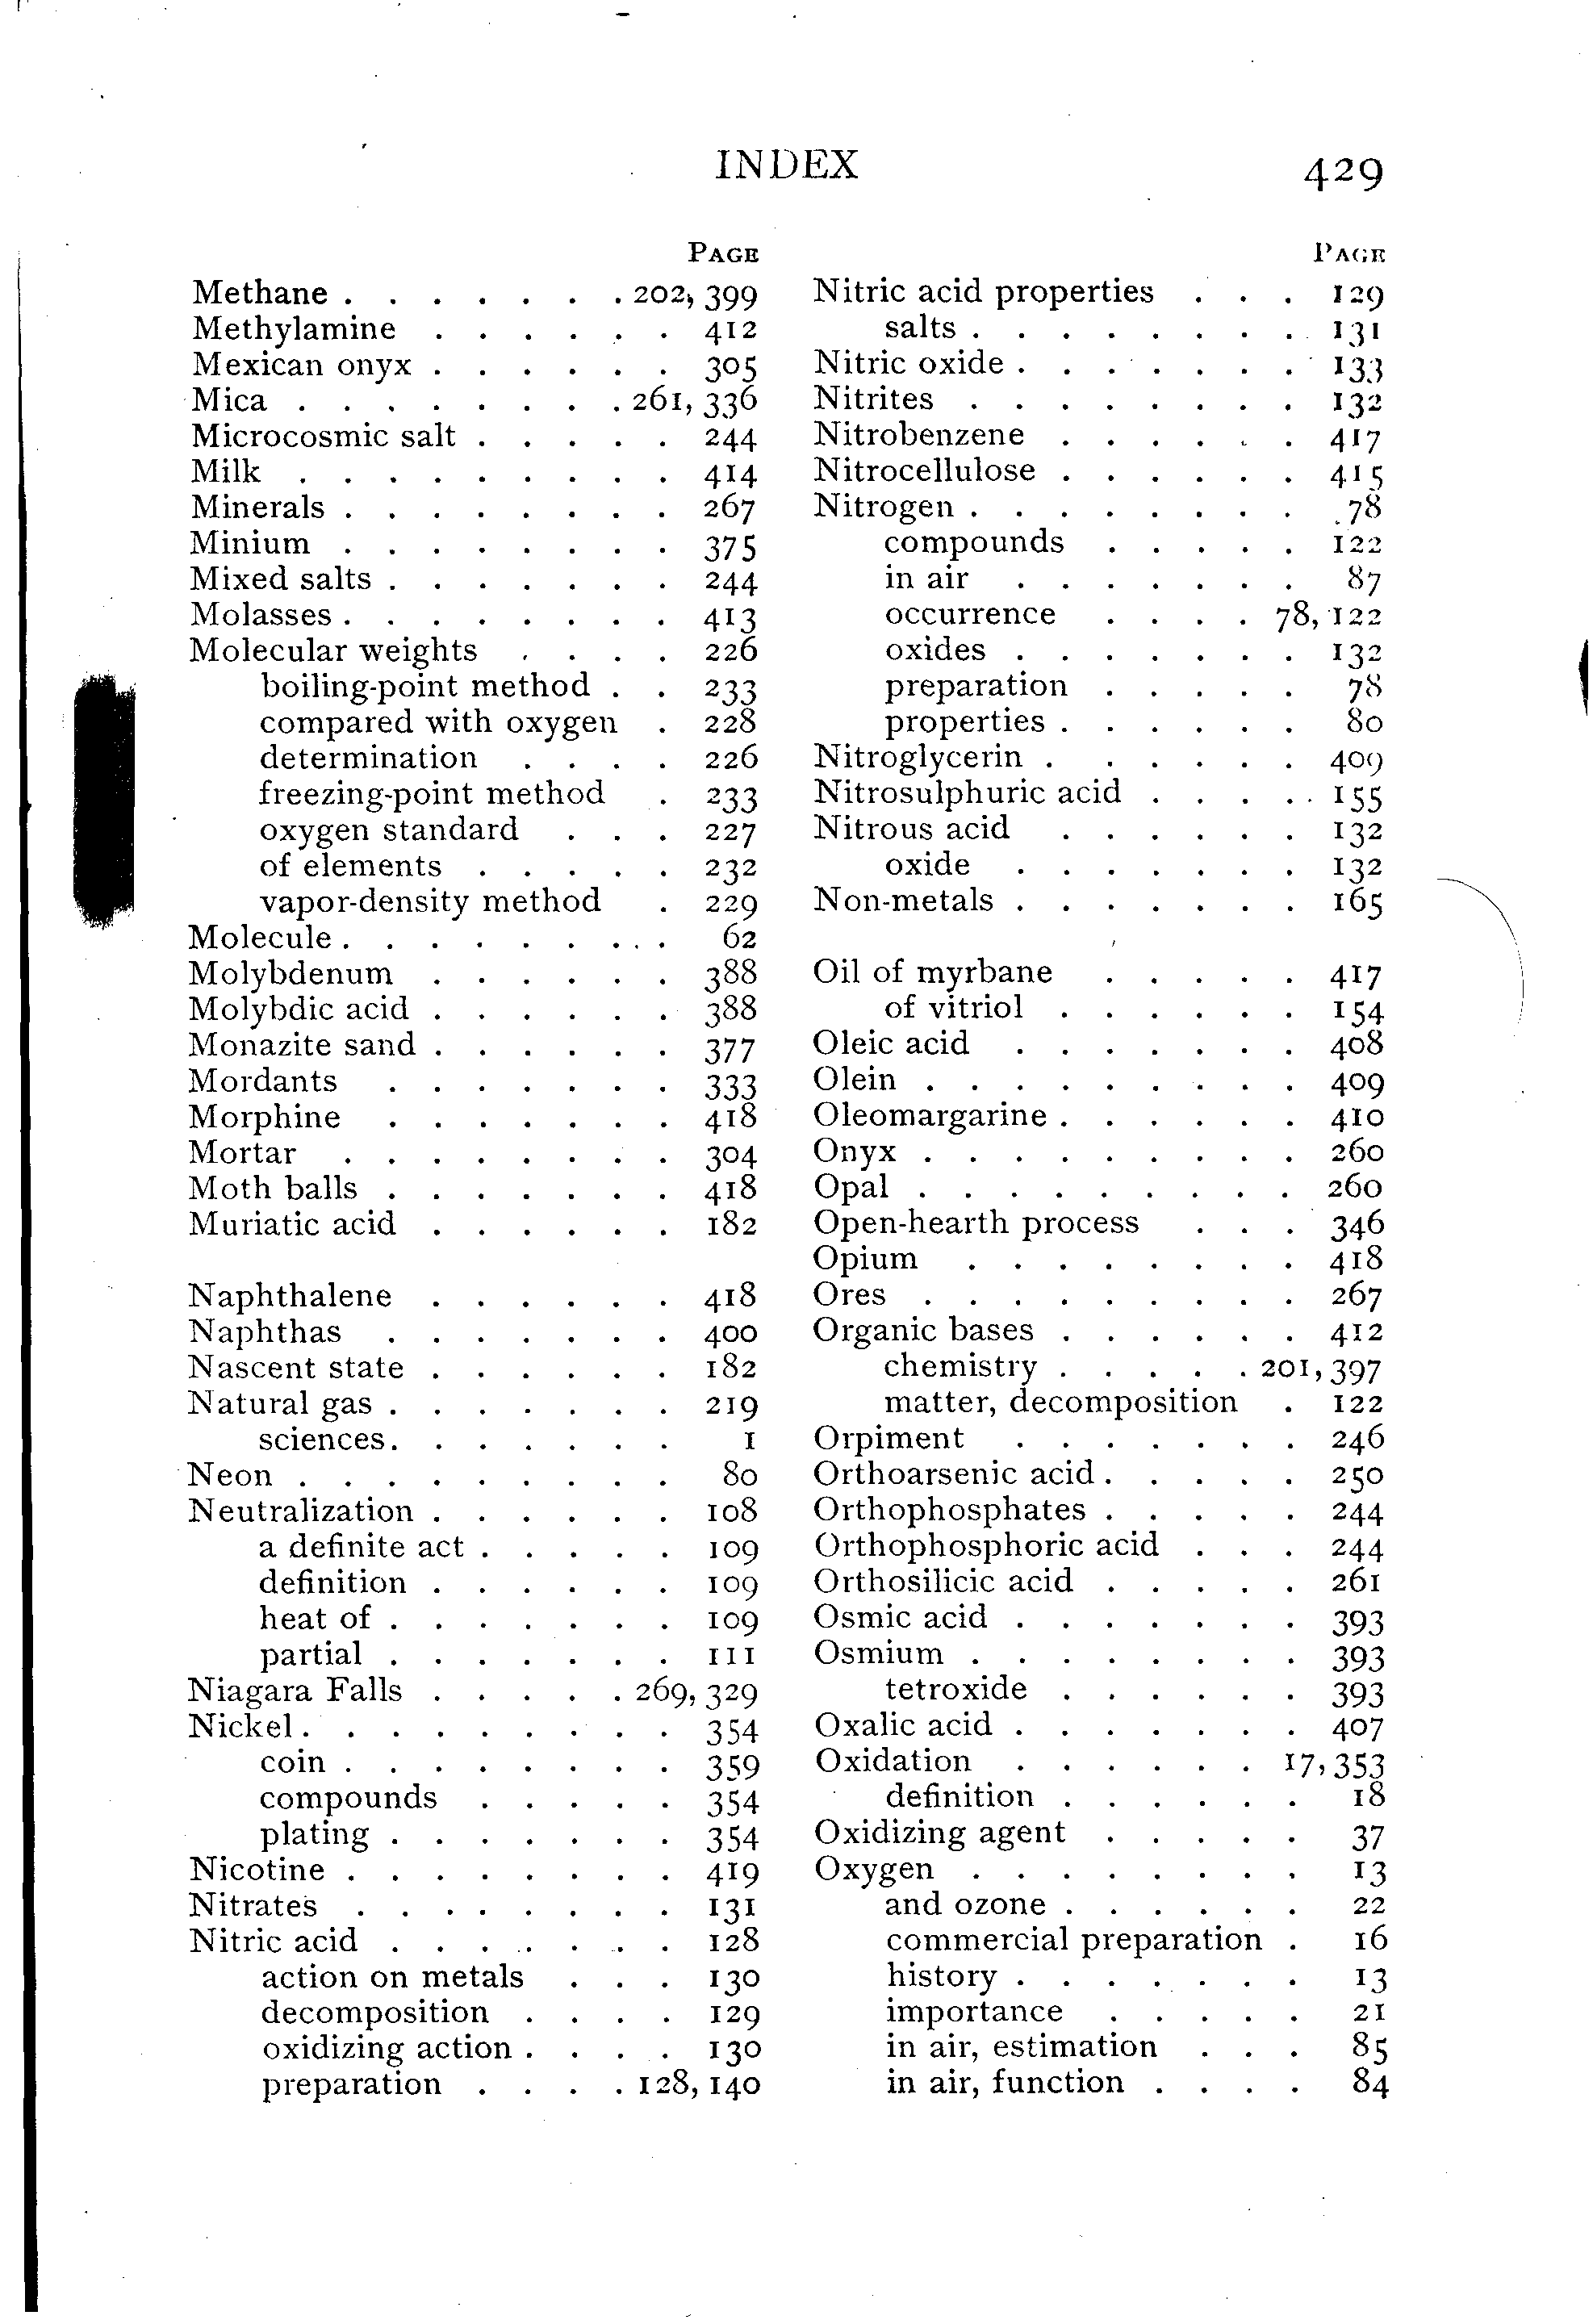 INDEX 429
PAGE
Methane . . . . . . . 202, 399
Methylamine . . . . . . 412
Mexican onyx . . . . . . 305
Mica . . . . . . . . 261, 336
Microcosmic salt . . . . . 244
Milk . . . . . . . . . 414
Minerals . . . . . . . . 267
Minium . . . . . . . . 375
Mixed salts . . . . . . . 244
Molasses . . . . . . . . 413
Molecular weights . . . . 226
boiling-point method . . 233
compared with oxygen . 228
determination . . . . 226
freezing-point method . 233
oxygen standard . . . 227
of elements . . . . . 232
vapor-density method . 229
Molecule . . . . . . . . 62
Molybdenum . . . . . . 388
Molybdic acid . . . . . . 388
Monazite sand . . . . . . 377
Mordants . . . . . . . 333
Morphine . . . . . . . 418
Mortar . . . . . . . . 304
Moth balls . . . . . . . 418
Muriatic acid . . . . . . 182
Naphthalene . . . . . . 418
Naphthas . . . . . . . 400
Nascent state . . . . . . 182
Natural gas . . . . . . . 219
sciences . . . . . . . 1
Neon . . . . . . . . . 80
Neutralization . . . . . . 108
a definite act . . . . . 109
definition . . . . . . 109
heat of . . . . . . . 109
partial . . . . . . . 111
Niagara Falls . . . . . 269, 329
Nickel . . . . . . . . . 354
coin . . . . . . . . 359
compounds . . . . . 354
plating . . . . . . . 354
Nicotine . . . . . . . . 419
Nitrates . . . . . . . . 131
Nitric acid . . . . . . . 128
action on metals . . . 130
decomposition . . . . 129
oxidizing action . . . . 130
preparation . . . . 128, 140
PAGE
Nitric acid properties . . . 129
salts . . . . . . . . 131
Nitric oxide . . . . . . . 133
Nitrites . . . . . . . . 132
Nitrobenzene . . . . . . 417
Nitrocellulose . . . . . . 415
Nitrogen . . . . . . . . 78
compounds . . . . . 122
in air . . . . . . . 87
occurrence . . . . 78, 122
oxides . . . . . . . 132
preparation . . . . . 78
properties . . . . . . 80
Nitroglycerin . . . . . . 409
Nitrosulphuric acid . . . . . 155
Nitrous acid . . . . . . 132
oxide . . . . . . . 132
Non-metals . . . . . . . 165
Oil of myrbane . . . . . 417
of vitriol . . . . . . 154
Oleic acid . . . . . . . 408
Olein . . . . . . . . . 409
Oleomargarine . . . . . . 410
Onyx . . . . . . . . . 260
Opal . . . . . . . . . 260
Open-hearth process . . . 346
Opium . . . . . . . . 418
Ores . . . . . . . . . 267
Organic bases . . . . . . 412
chemistry . . . . . 201, 397
matter, decomposition . 122
Orpiment . . . . . . . 246
Orthoarsenic acid . . . . . 250
Orthophosphates . . . . . 244
Orthophosphoric acid . . . 244
Orthosilicic acid . . . . . 261
Osmic acid . . . . . . . 393
Osmium . . . . . . . . 393
tetroxide . . . . . . 393
Oxalic acid . . . . . . . 407
Oxidation . . . . . . 17, 353
definition . . . . . . 18
Oxidizing agent . . . . . 37
Oxygen . . . . . . . . 13
and ozone . . . . . . 22
commercial preparation . 16
history . . . . . . . 13
importance . . . . . 21
in air, estimation . . . 85
in air, function . . . . 84